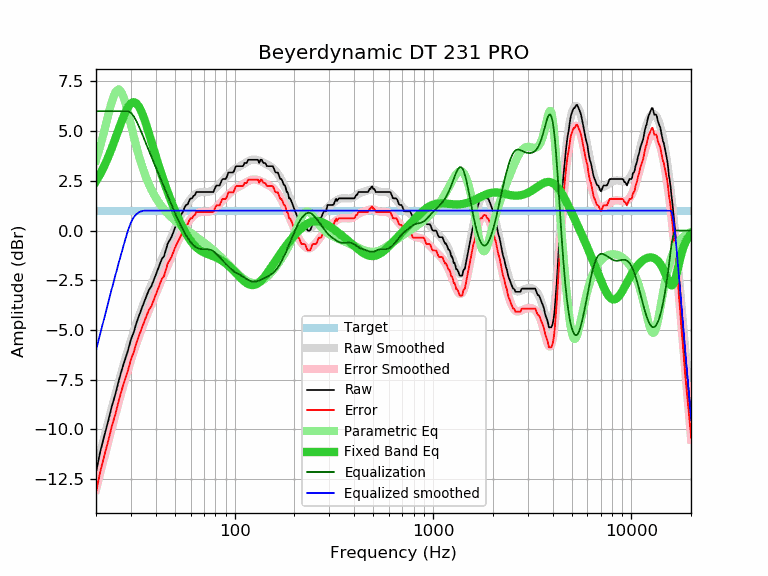 Beyerdynamic DT 231 PRO
7.5
5.0
2.5
0.0
−2.5
−5.0
−7.5
−10.0
−12.5
Amplitude (dBr)
Target
Raw Smoothed
Error Smoothed
Raw
Error
Parametric Eq
Fixed Band Eq
Equalization
Equalized smoothed
100 1000 10000
Frequency (Hz)